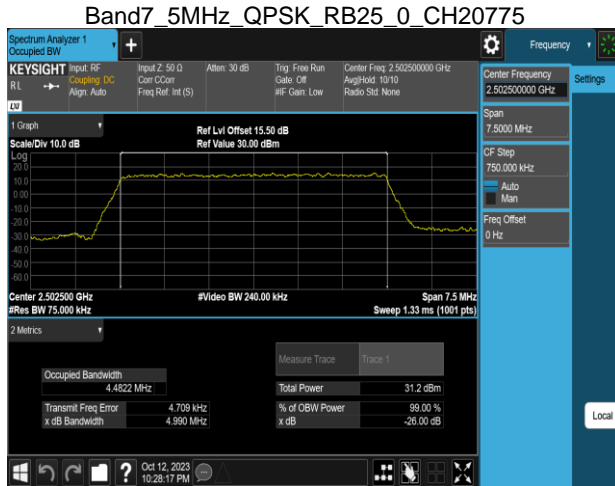 Band7_5MHz_QPSK_RB25_0_CH20775
Spectrum Analyzer 1
Occupied BW
+
Frequency
KEYSIGHT Input: RF Input Z: 50 Ω Atten: 30 dB Trig: Free Run Center Freq: 2.502500000 GHz
RL Coupling: DC Corr CCorr Gate: Off Avg|Hold: 10/10
Align: Auto Freq Ref: Int (S) #IF Gain: Low Radio Std: None
LXI
Center Frequency
2.502500000 GHz
Settings
Span
7.5000 MHz
CF Step
750.000 kHz
Auto
Man
Freq Offset
0 Hz
Local
1 Graph
Ref Lvl Offset 15.50 dB
Scale/Div 10.0 dB Ref Value 30.00 dBm
Log
20.0
10.0
0.00
-10.0
-20.0
-30.0
-40.0
-50.0
-60.0
Center 2.502500 GHz #Video BW 240.00 kHz Span 7.5 MHz
#Res BW 75.000 kHz Sweep 1.33 ms (1001 pts)
2 Metrics
Measure Trace Trace 1
Occupied Bandwidth
4.4822 MHz
Total Power 31.2 dBm
Transmit Freq Error 4.709 kHz % of OBW Power 99.00 %
x dB Bandwidth 4.990 MHz x dB -26.00 dB
? Oct 12, 2023
10:28:17 PM